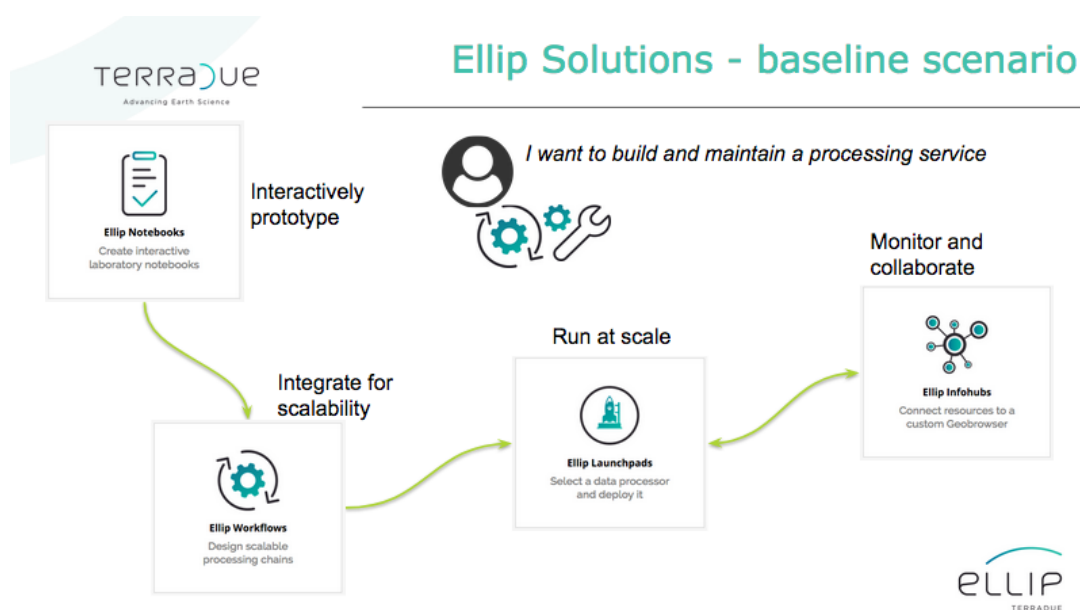 Ellip Solutions - baseline scenario
TERRADUE
Advancing Earth Science
I want to build and maintain a processing service
Interactively
prototype
Ellip Notebooks
Create interactive
laboratory notebooks
Monitor and
collaborate
Ellip Infohubs
Connect resources to a
custom Geobrowser
Run at scale
Ellip Launchpads
Select a data processor
and deploy it
Integrate for
scalability
Ellip Workflows
Design scalable
processing chains
ELLIP
TERRADUE